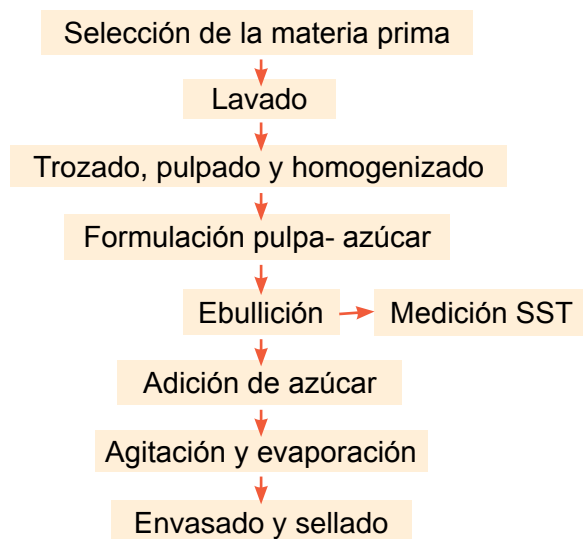 Selección de la materia prima
Lavado
Trozado, pulpado y homogenizado
Formulación pulpa- azúcar
Ebullición
Medición SST
Adición de azúcar
Agitación y evaporación
Envasado y sellado